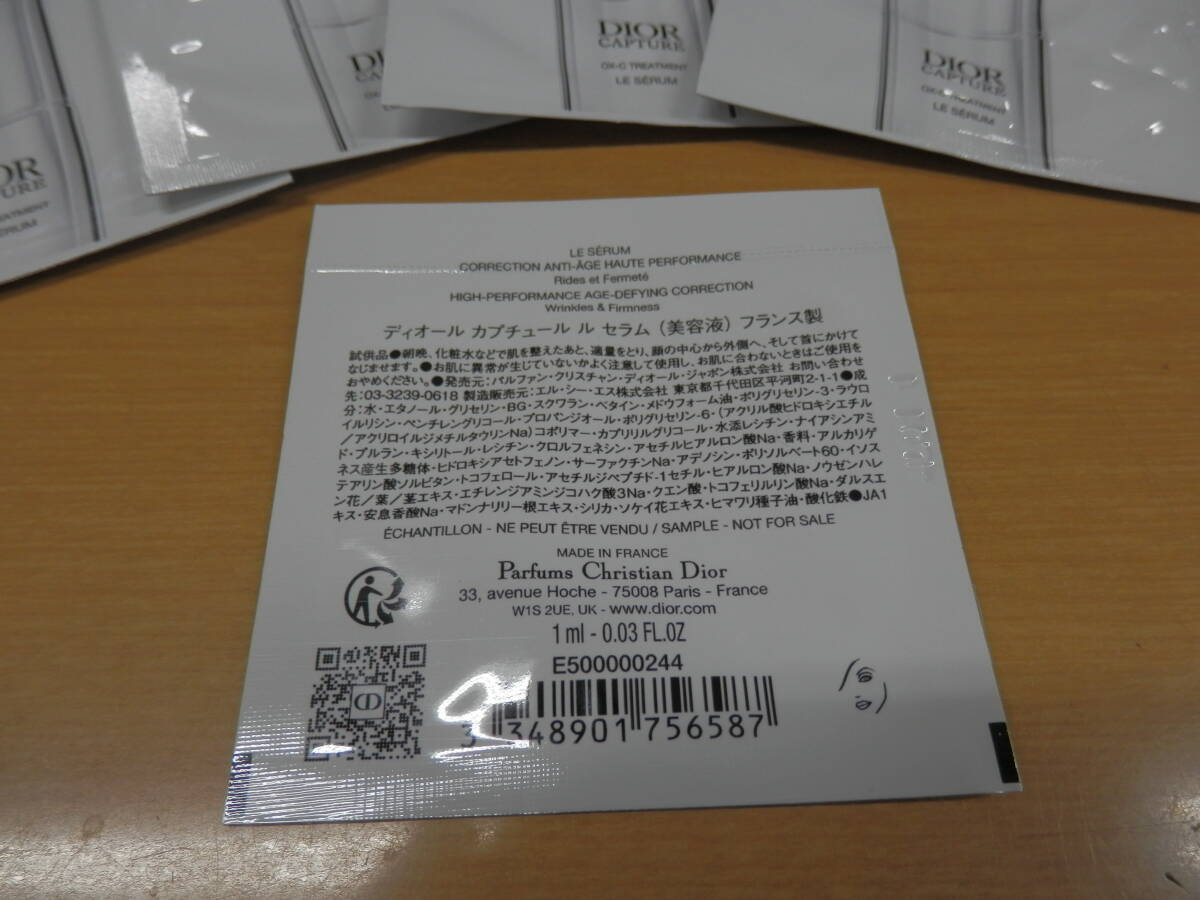 DIOR
CAPTURE
OX-C TREATMENT
LE SÉRUM
DIOR
CAPTURE
OX-C TREATMENT
LE SÉRUM
LE SÉRUM
CORRECTION ANTI-ÂGE HAUTE PERFORMANCE
Rides et Fermeté
HIGH-PERFORMANCE AGE-DEFYING CORRECTION
Wrinkles & Firmness
ディオール カプチュール ル セラム（美容液）フランス製
試供品●朝晩、化粧水などで肌を整えたあと、適量をとり、顔の中心から外側へ、そして首にかけて
なじませます。●お肌に異常が生じていないかよく注意して使用し、お肌に合わないときはご使用を
おやめください。●発売元：パルファン・クリスチャン・ディオール・ジャポン株式会社 お問い合わせ
先：03-3239-0618 製造販売元：エル・シー・エス株式会社 東京都千代田区平河町2-1-1●成
分：水・エタノール・グリセリン・BG・スクワラン・ベタイン・メドウフォーム油・ポリグリセリン-3・ラウロ
イルリシン・ペンチレングリコール・プロパンジオール・ポリグリセリン-6・（アクリル酸ヒドロキシエチル
／アクリロイルジメチルタウリンNa）コポリマー・カプリリルグリコール・水添レシチン・ナイアシンアミ
ド・プルラン・キシリトール・レシチン・クロルフェネシン・アセチルヒアルロン酸Na・香料・アルカリゲ
ネス産生多糖体・ヒドロキシアセトフェノン・サーファクチンNa・アデノシン・ポリソルベート60・イソス
テアリン酸ソルビタン・トコフェロール・アセチルジペプチド-1セチル・ヒアルロン酸Na・ノウゼンハレ
ン花／葉／茎エキス・エチレンジアミンジコハク酸3Na・クエン酸・トコフェリルリン酸Na・ダルスエ
キス・安息香酸Na・マドンナリリー根エキス・シリカ・ソケイ花エキス・ヒマワリ種子油・酸化鉄●JA1
ÉCHANTILLON - NE PEUT ÊTRE VENDU / SAMPLE - NOT FOR SALE
MADE IN FRANCE
Parfums Christian Dior
33, avenue Hoche - 75008 Paris - France
W1S 2UE, UK - www.dior.com
1 ml - 0.03 FL.OZ
E500000244
CD
3 348901 756587